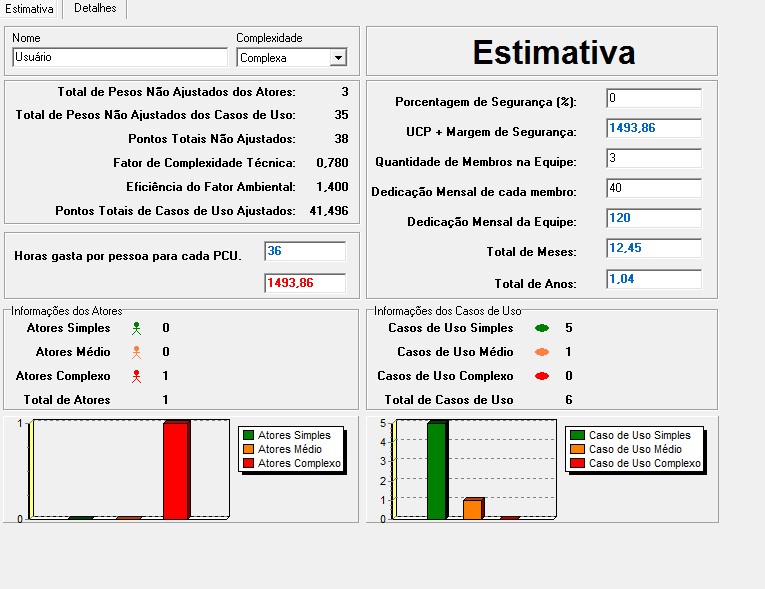 Estimativa Detalhes
Nome Complexidade
Usuário Complexa
Estimativa
Total de Pesos Não Ajustados dos Atores: 3
Total de Pesos Não Ajustados dos Casos de Uso: 35
Pontos Totais Não Ajustados: 38
Fator de Complexidade Técnica: 0,780
Eficiência do Fator Ambiental: 1,400
Pontos Totais de Casos de Uso Ajustados: 41,496
Porcentagem de Segurança (%): 0
UCP + Margem de Segurança: 1493,86
Quantidade de Membros na Equipe: 3
Dedicação Mensal de cada membro: 40
Dedicação Mensal da Equipe: 120
Total de Meses: 12,45
Total de Anos: 1,04
Horas gasta por pessoa para cada PCU. 36
1493,86
Informações dos Atores
Atores Simples 0
Atores Médio 0
Atores Complexo 1
Total de Atores 1
Informações dos Casos de Uso
Casos de Uso Simples 5
Casos de Uso Médio 1
Casos de Uso Complexo 0
Total de Casos de Uso 6
1
0
Atores Simples
Atores Médio
Atores Complexo
5
4
3
2
1
0
Caso de Uso Simples
Caso de Uso Médio
Caso de Uso Complexo